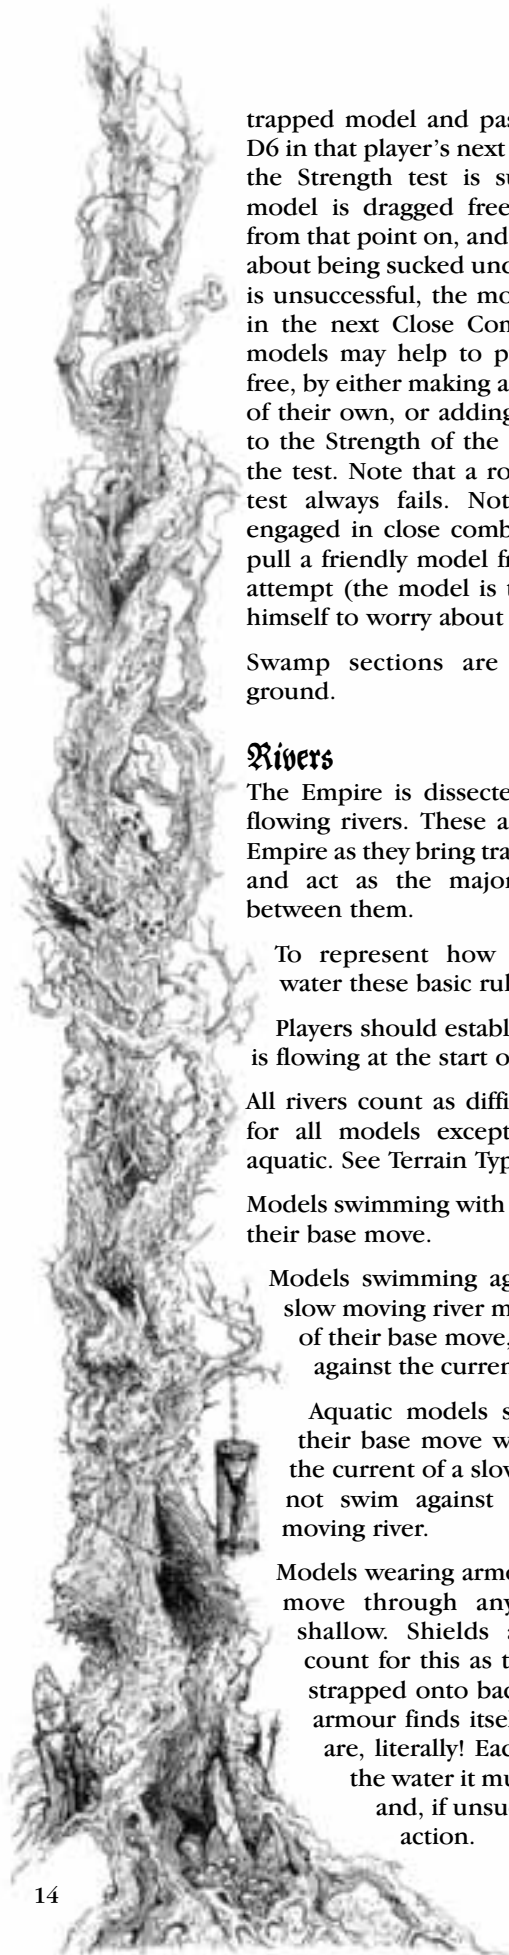 trapped model and pas
D6 in that player's next
the Strength test is su
model is dragged free
from that point on, and
about being sucked und
is unsuccessful, the mo
in the next Close Com
models may help to p
free, by either making a
of their own, or adding
to the Strength of the
the test. Note that a ro
test always fails. Not
engaged in close comb
pull a friendly model fr
attempt (the model is t
himself to worry about
Swamp sections are
ground.
Rivers
The Empire is dissecte
flowing rivers. These a
Empire as they bring tra
and act as the major
between them.
To represent how
water these basic rul
Players should establ
is flowing at the start o
All rivers count as diffi
for all models except
aquatic. See Terrain Typ
Models swimming with
their base move.
Models swimming ag
slow moving river m
of their base move,
against the curren
Aquatic models s
their base move w
the current of a slow
not swim against
moving river.
Models wearing armo
move through any
shallow. Shields a
count for this as t
strapped onto bac
armour finds itsel
are, literally! Eac
the water it mu
and, if unsu
action.
14